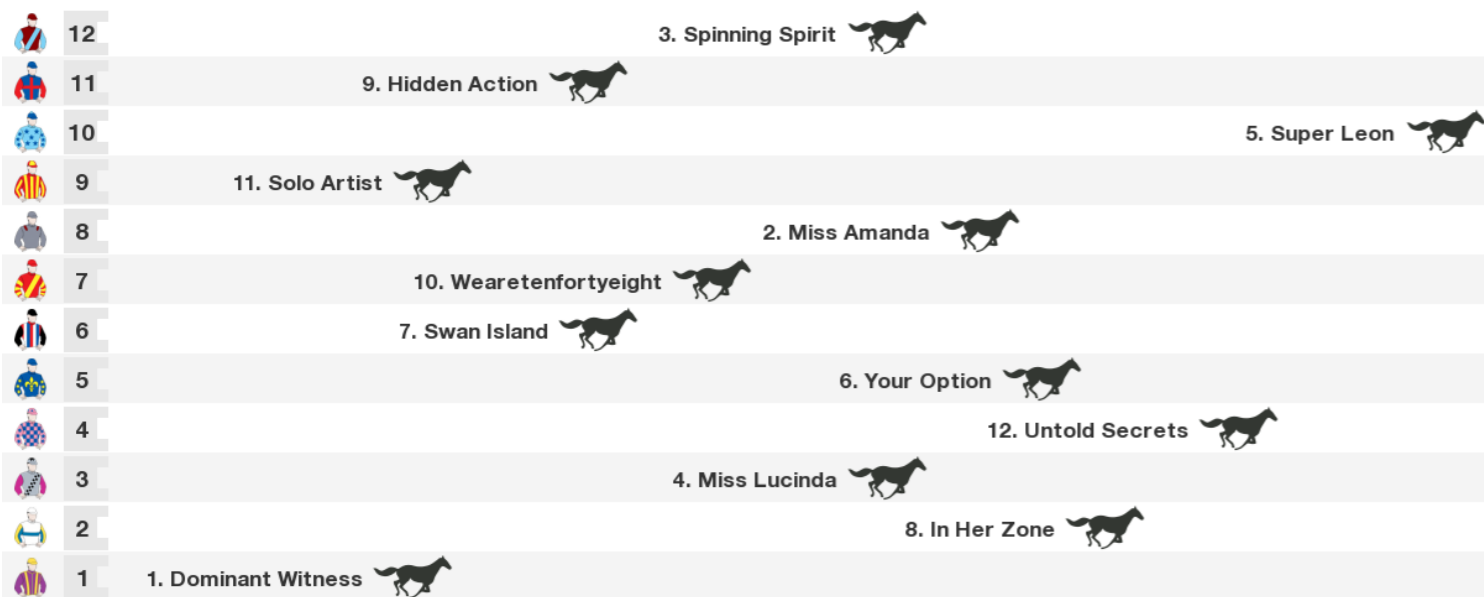 12 3. Spinning Spirit
11 9. Hidden Action
10 5. Super Leon
9 11. Solo Artist
8 2. Miss Amanda
7 10. Wearetenfortyeight
6 7. Swan Island
5 6. Your Option
4 12. Untold Secrets
3 4. Miss Lucinda
2 8. In Her Zone
1 1. Dominant Witness